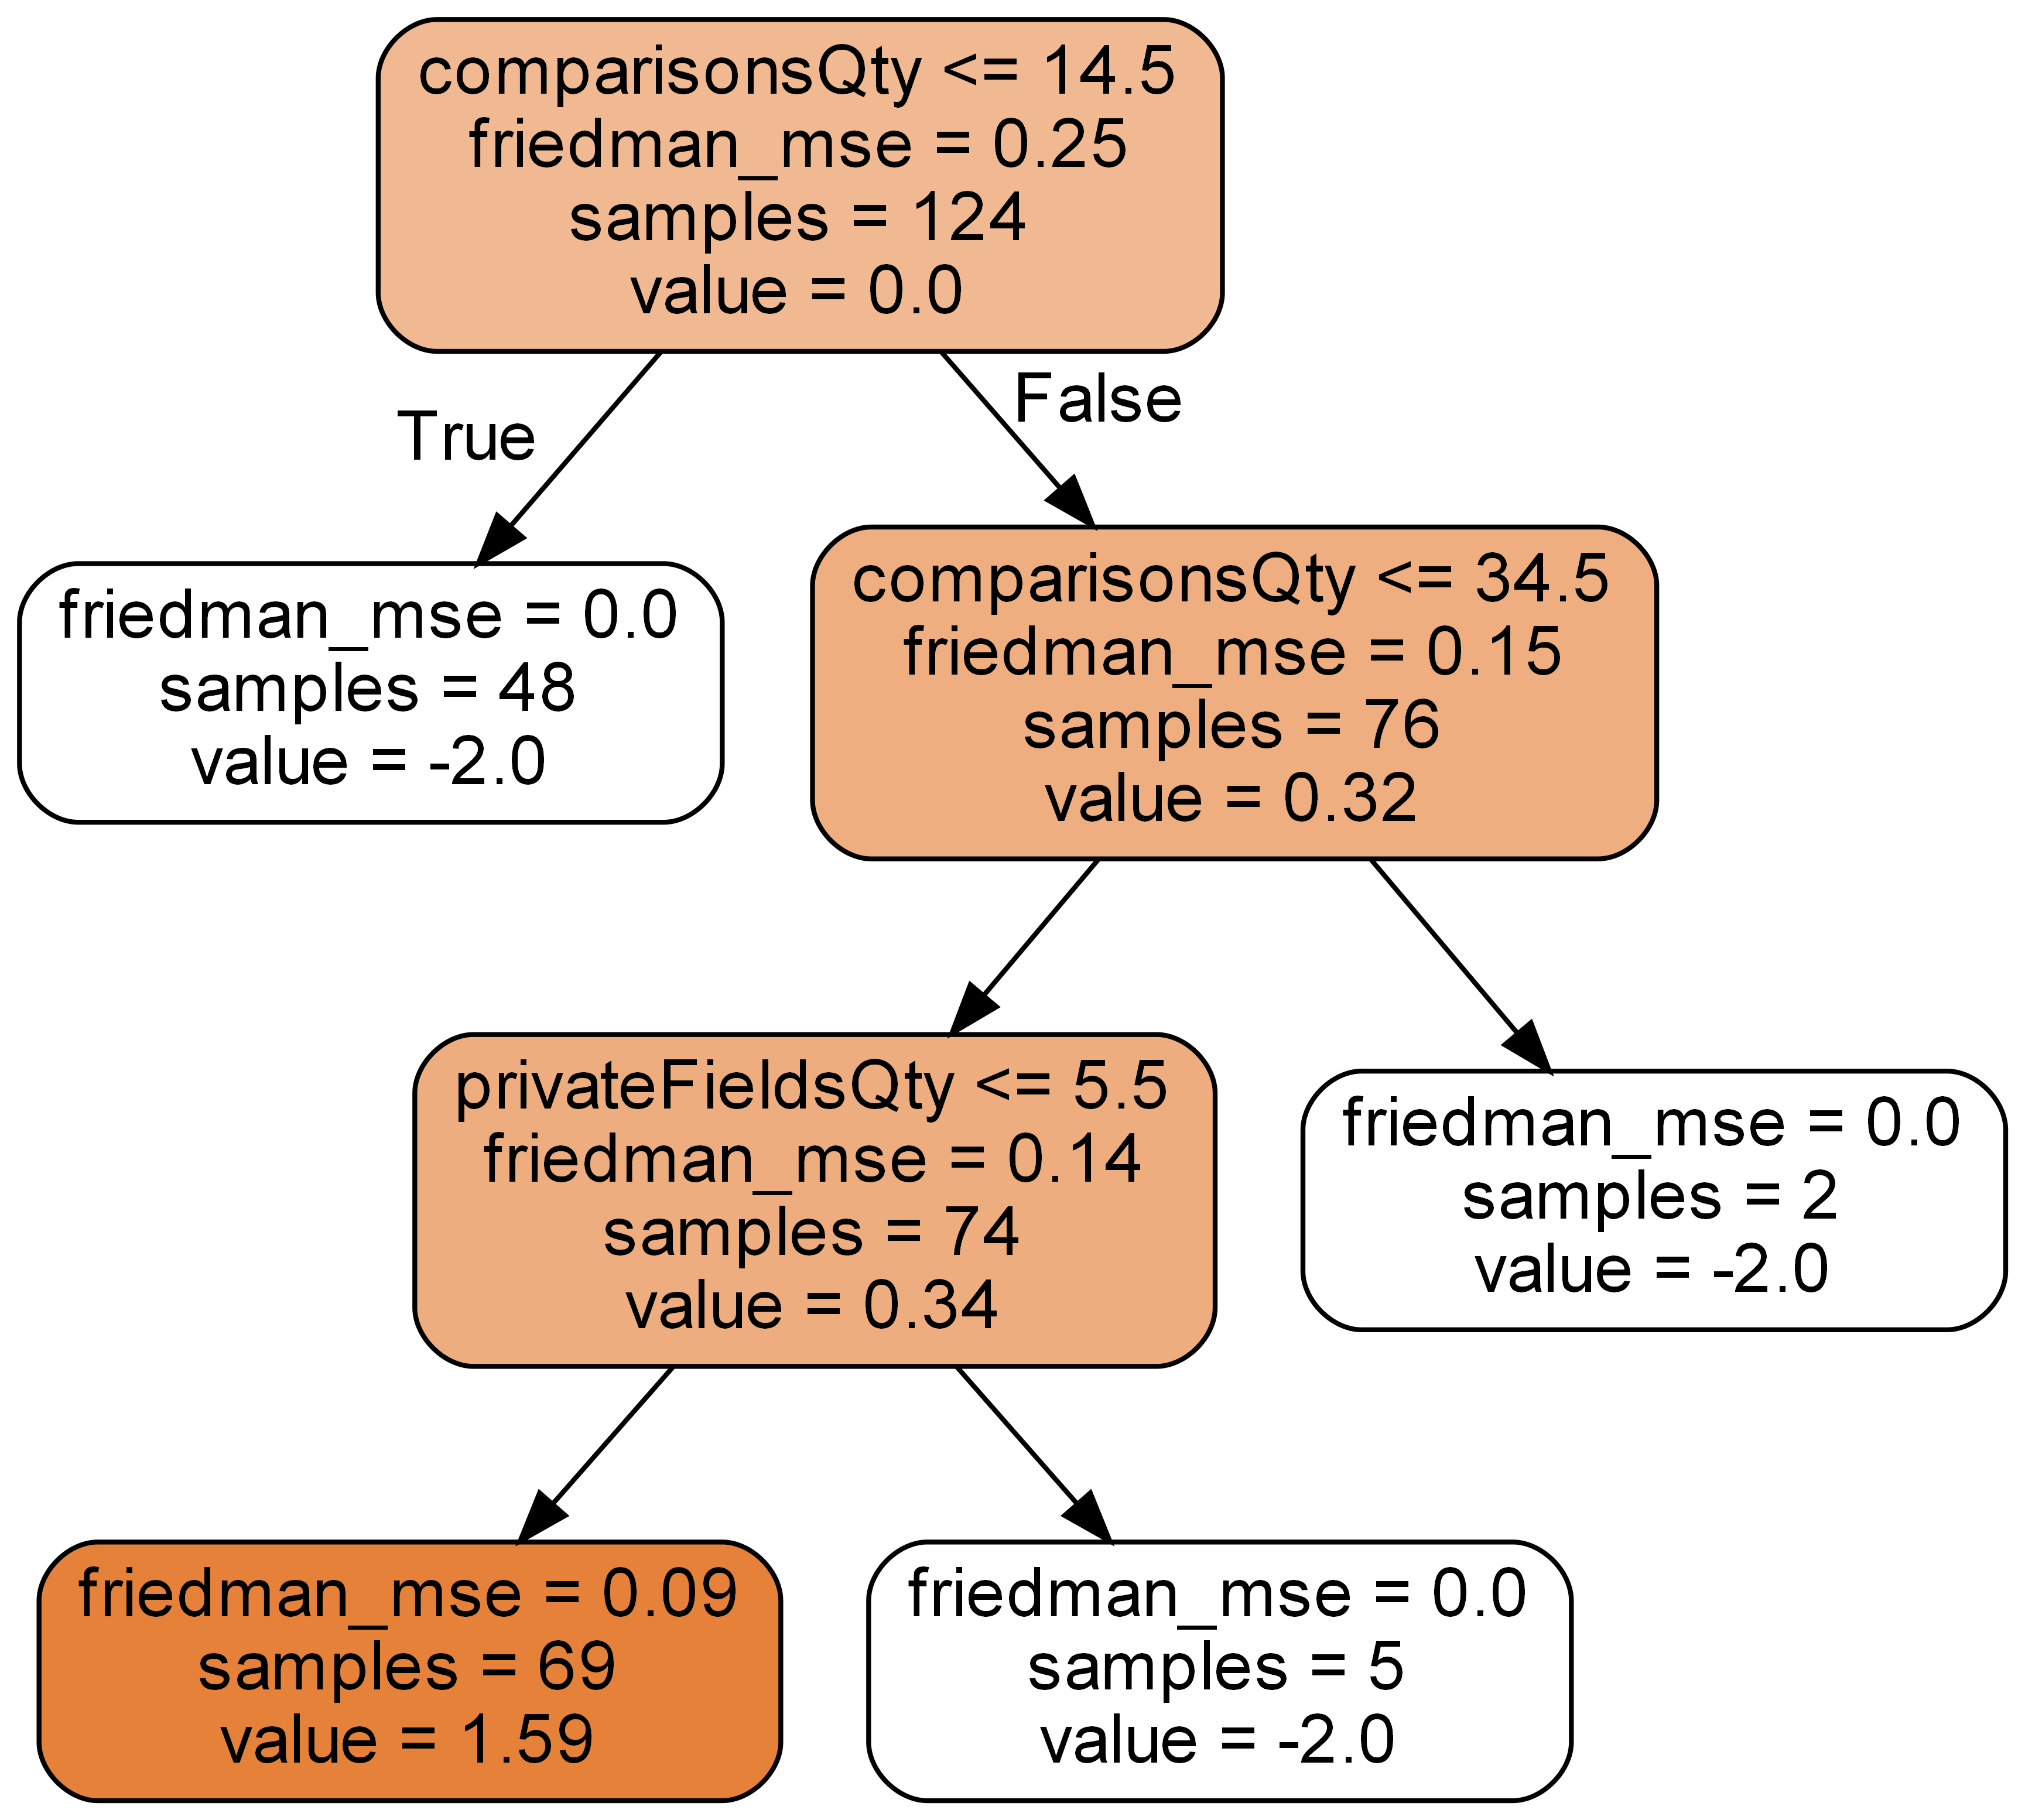 comparisonsQty <= 14.5
friedman_mse = 0.25
samples = 124
value = 0.0
True
False
friedman_mse = 0.0
samples = 48
value = -2.0
comparisonsQty <= 34.5
friedman_mse = 0.15
samples = 76
value = 0.32
privateFieldsQty <= 5.5
friedman_mse = 0.14
samples = 74
value = 0.34
friedman_mse = 0.0
samples = 2
value = -2.0
friedman_mse = 0.09
samples = 69
value = 1.59
friedman_mse = 0.0
samples = 5
value = -2.0